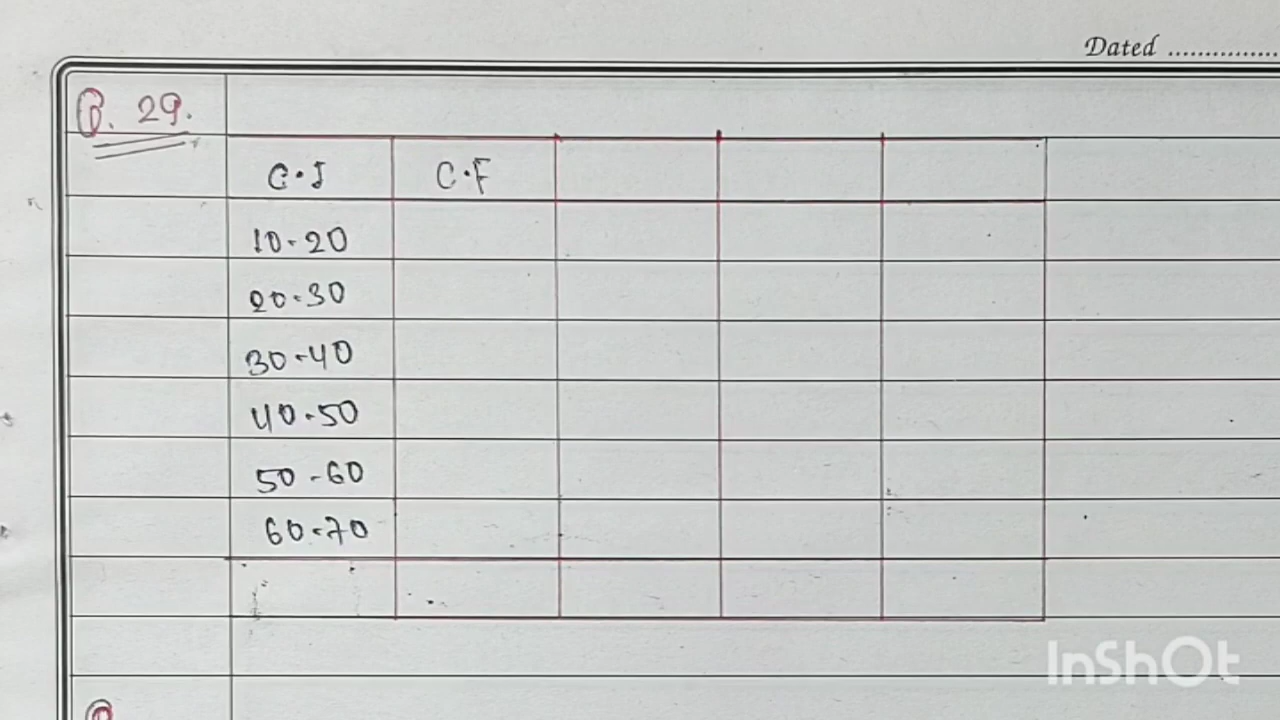 Dated ...............
Q. 29.
C.I C.F
10-20
20-30
30-40
40-50
50-60
60-70
InShOt